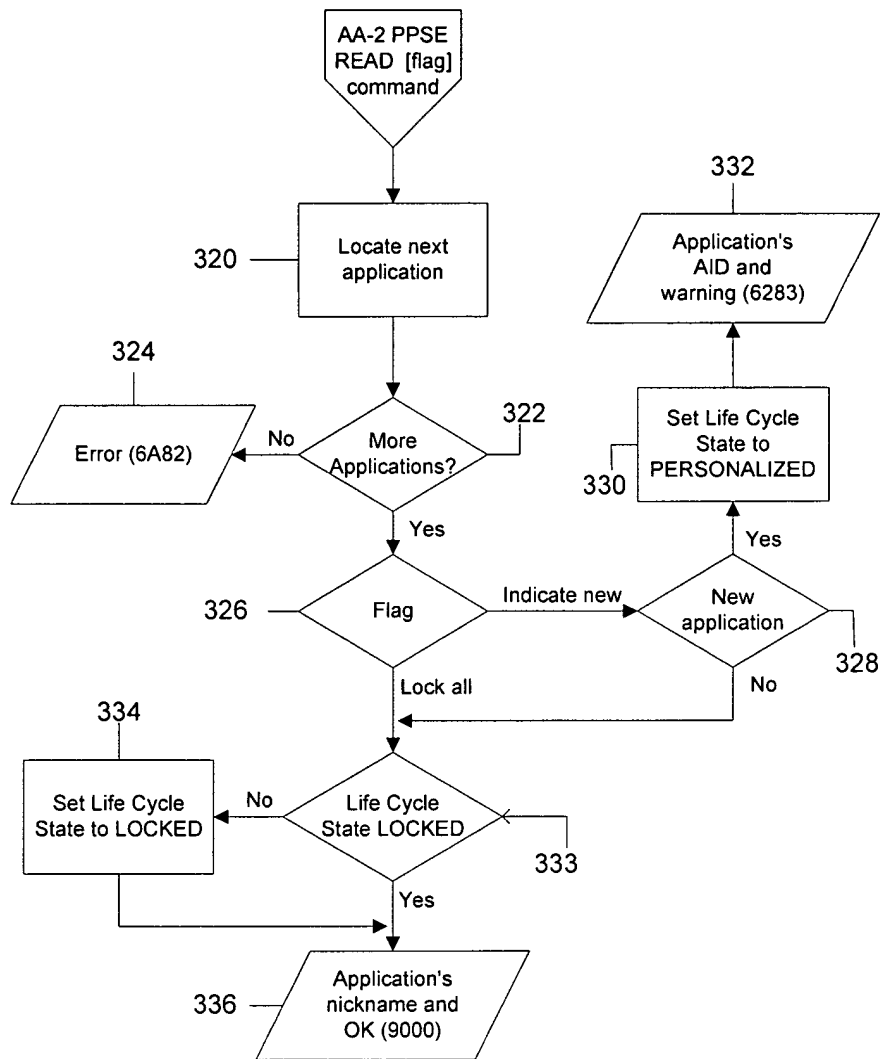 AA-2 PPSE
READ [flag]
command
332
320
Locate next
application
Application's
AID and
warning (6283)
324
322
Error (6A82)
No
More
Applications?
Set Life Cycle
State to
PERSONALIZED
330
Yes
Yes
326
Flag
Indicate new
New
application
328
Lock all
No
334
Set Life Cycle
State to LOCKED
No
Life Cycle
State LOCKED
333
Yes
336
Application's
nickname and
OK (9000)